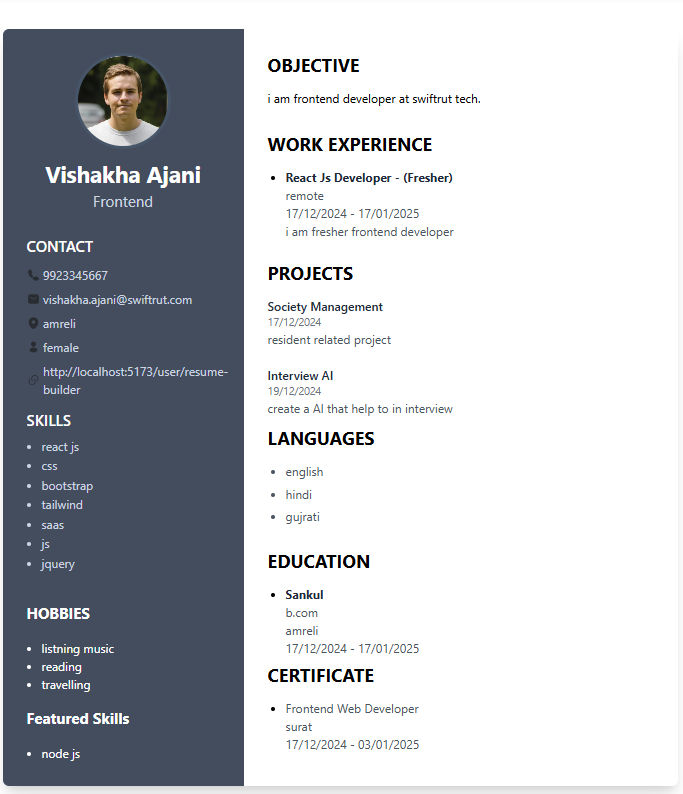 Vishakha Ajani
Frontend
CONTACT
9923345667
vishakha.ajani@swiftrut.com
amreli
female
http://localhost:5173/user/resume-
builder
SKILLS
• react js
• css
• bootstrap
• tailwind
• saas
• js
• jquery
HOBBIES
• listning music
• reading
• travelling
Featured Skills
• node js
OBJECTIVE
i am frontend developer at swiftrut tech.
WORK EXPERIENCE
• React Js Developer - (Fresher)
remote
17/12/2024 - 17/01/2025
i am fresher frontend developer
PROJECTS
Society Management
17/12/2024
resident related project
Interview AI
19/12/2024
create a AI that help to in interview
LANGUAGES
• english
• hindi
• gujrati
EDUCATION
• Sankul
b.com
amreli
17/12/2024 - 17/01/2025
CERTIFICATE
• Frontend Web Developer
surat
17/12/2024 - 03/01/2025